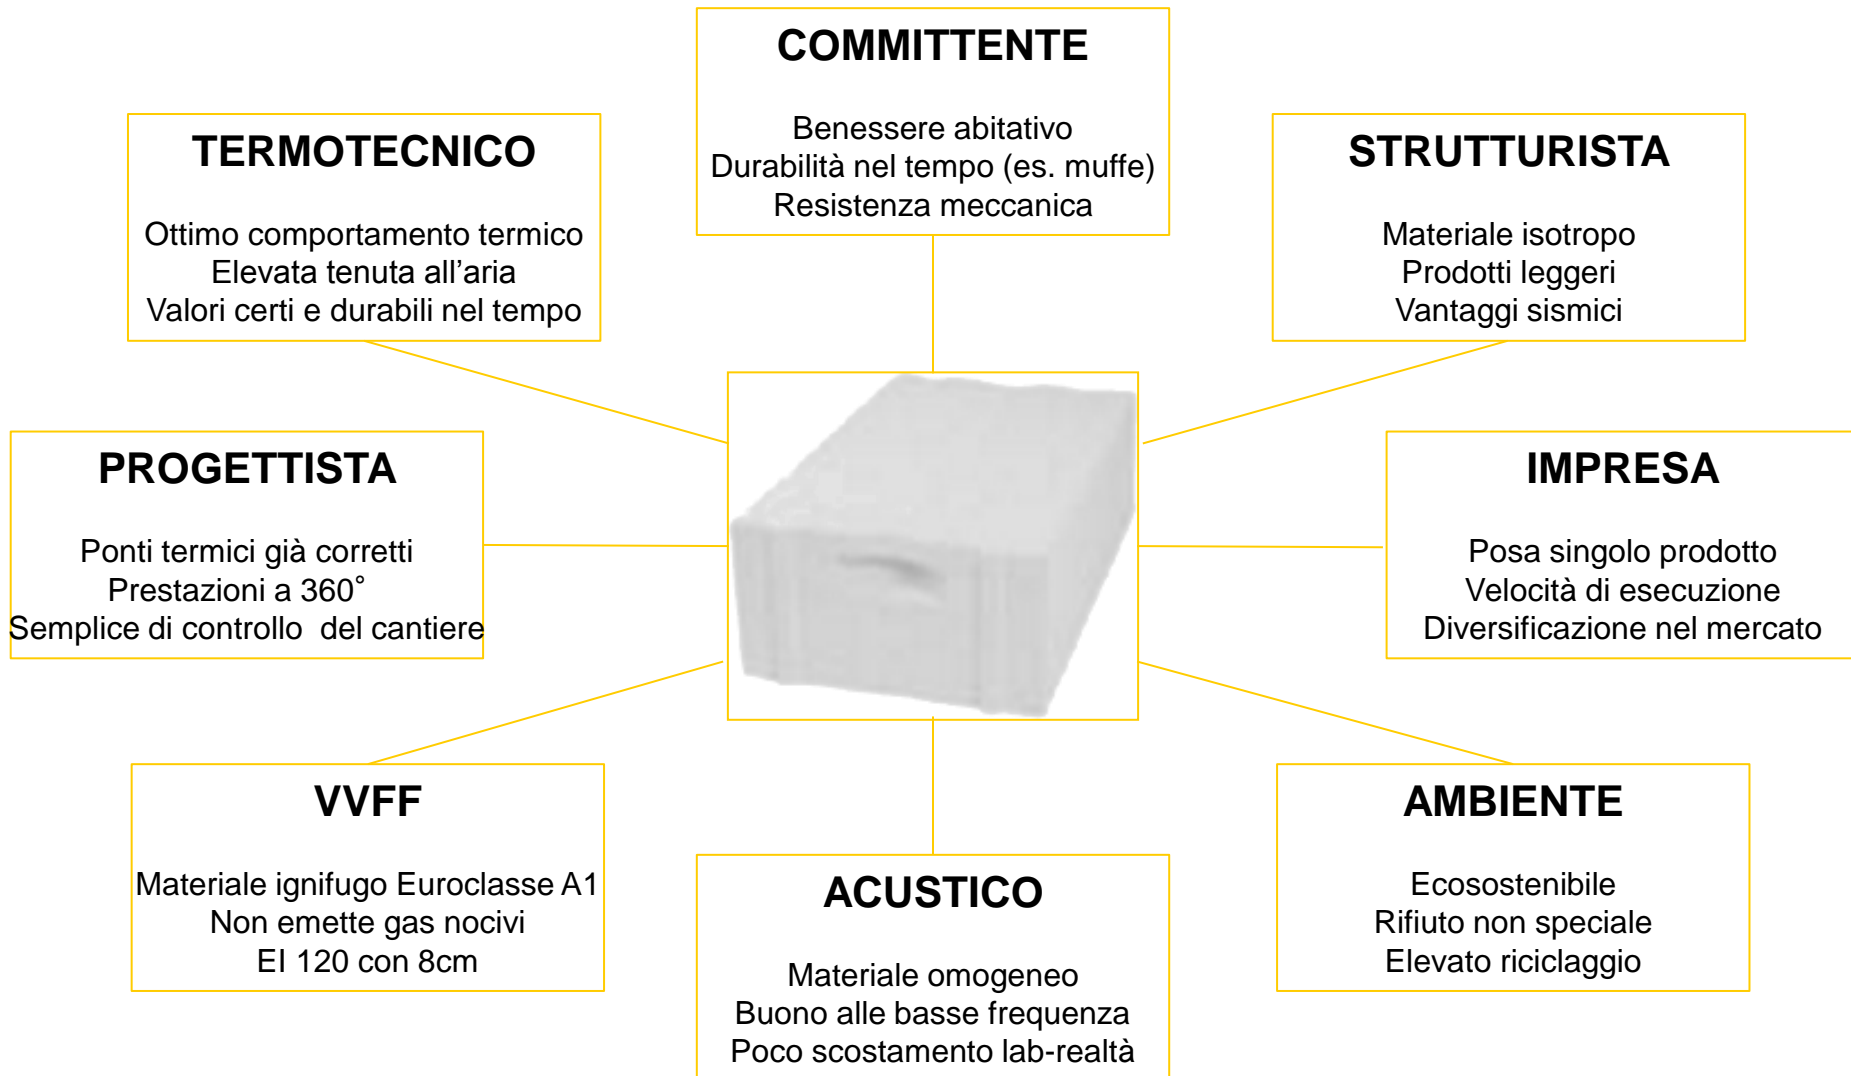 COMMITTENTE
Benessere abitativo
Durabilità nel tempo (es. muffe)
Resistenza meccanica
TERMOTECNICO
Ottimo comportamento termico
Elevata tenuta all’aria
Valori certi e durabili nel tempo
STRUTTURISTA
Materiale isotropo
Prodotti leggeri
Vantaggi sismici
PROGETTISTA
Ponti termici già corretti
Prestazioni a 360°
Semplice di controllo  del cantiere
IMPRESA
Posa singolo prodotto
Velocità di esecuzione
Diversificazione nel mercato
VVFF
Materiale ignifugo Euroclasse A1
Non emette gas nocivi
EI 120 con 8cm
ACUSTICO
Materiale omogeneo
Buono alle basse frequenza
Poco scostamento lab-realtà
AMBIENTE
Ecosostenibile
Rifiuto non speciale
Elevato riciclaggio